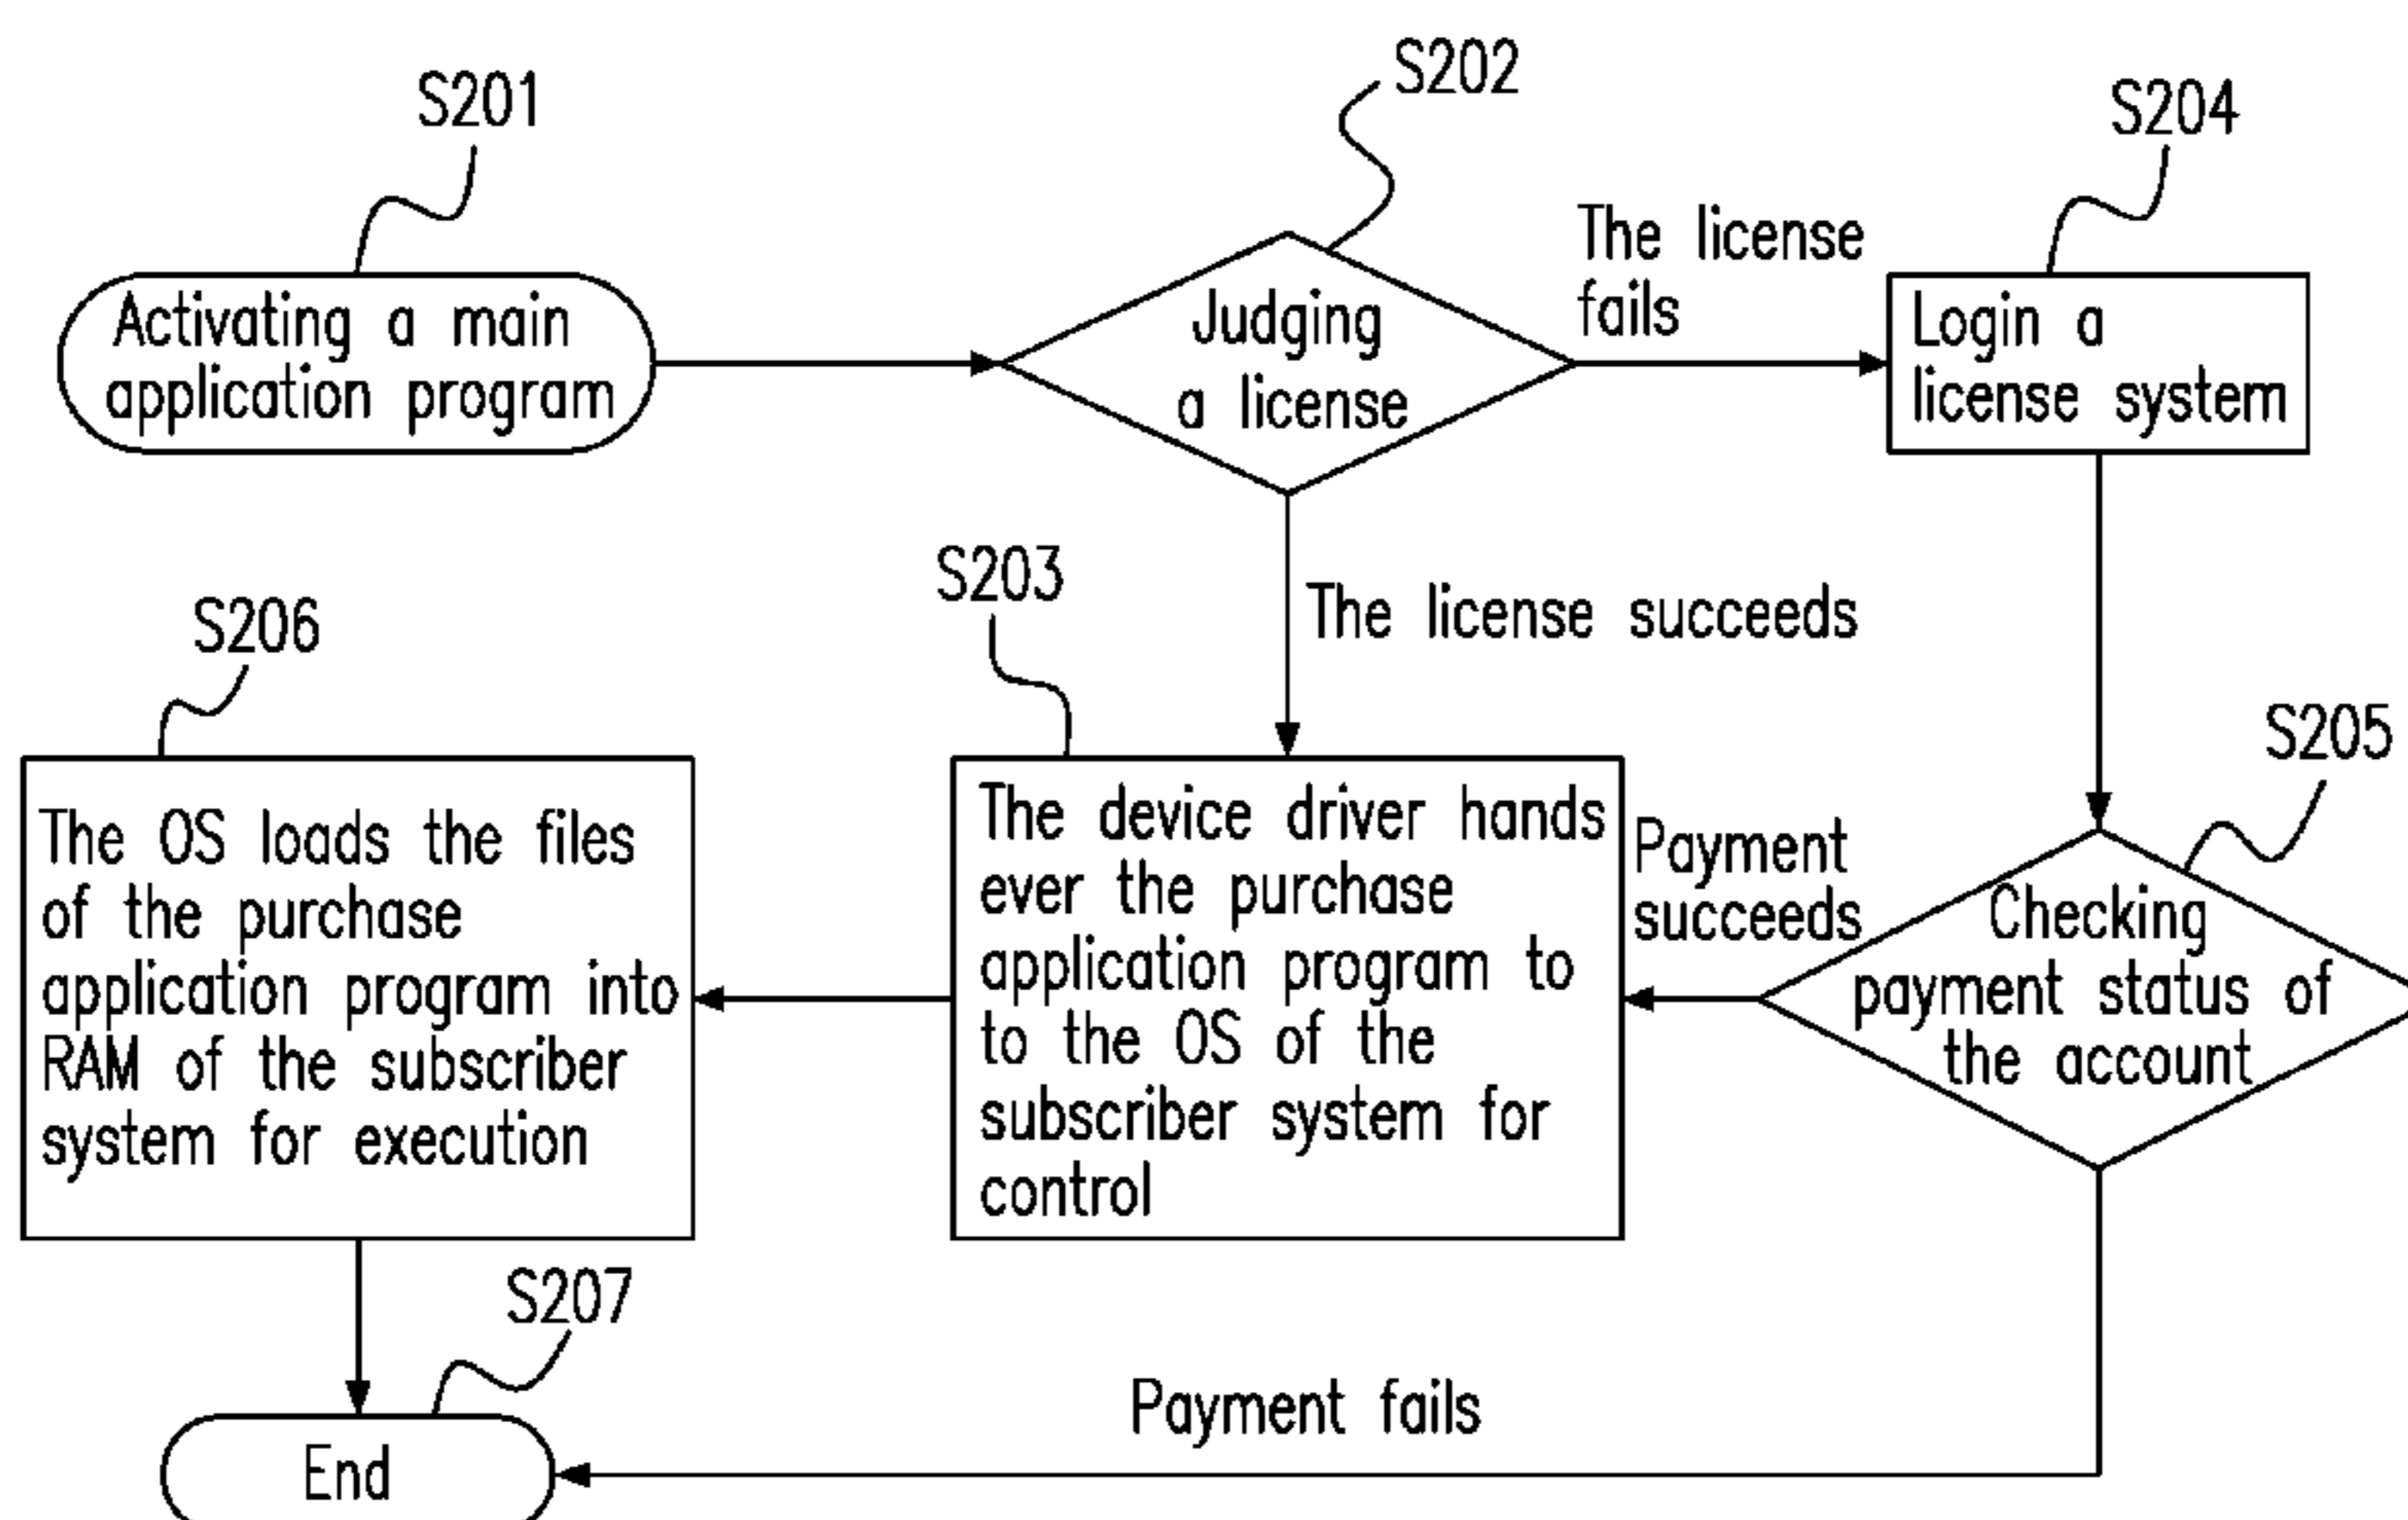 S201
Activating a main
application program
S202
Judging
a license
The license
fails
S204
Login a
license system
The license succeeds
S203
The device driver hands
ever the purchase
application program to
to the OS of the
subscriber system for
control
S205
Checking
payment status of
the account
Payment
succeeds
S206
The OS loads the files
of the purchase
application program into
RAM of the subscriber
system for execution
Payment fails
S207
End